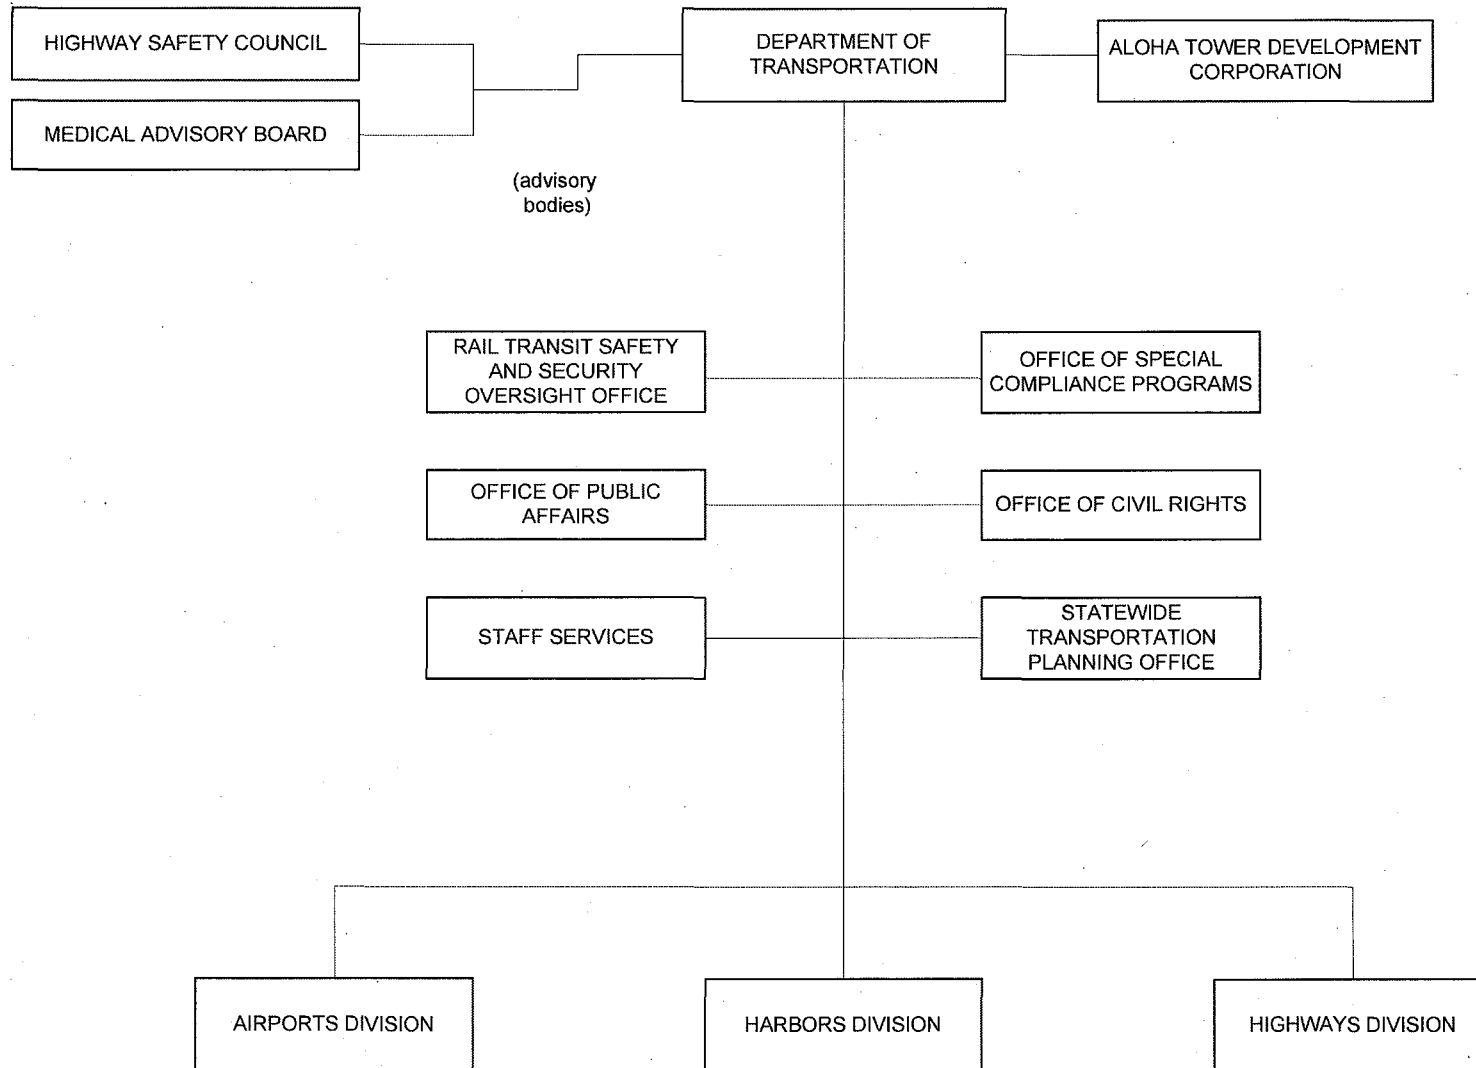 HIGHWAY SAFETY COUNCIL
MEDICAL ADVISORY BOARD
(advisory
bodies)
DEPARTMENT OF
TRANSPORTATION
ALOHA TOWER DEVELOPMENT
CORPORATION
RAIL TRANSIT SAFETY
AND SECURITY
OVERSIGHT OFFICE
OFFICE OF SPECIAL
COMPLIANCE PROGRAMS
OFFICE OF PUBLIC
AFFAIRS
OFFICE OF CIVIL RIGHTS
STAFF SERVICES
STATEWIDE
TRANSPORTATION
PLANNING OFFICE
AIRPORTS DIVISION
HARBORS DIVISION
HIGHWAYS DIVISION